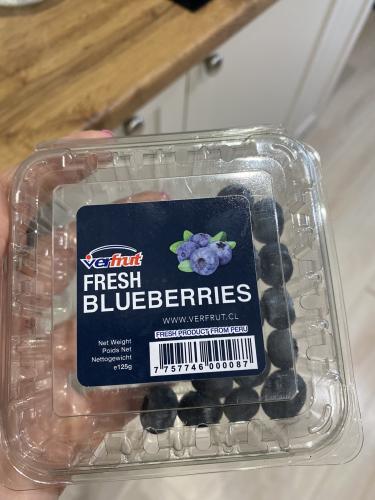 verfrut
FRESH
BLUEBERRIES
WWW.VERFRUT.CL
FRESH PRODUCT FROM PERU
Net Weight
Poids Net
Nettogewicht
e125g
7 757746 000087